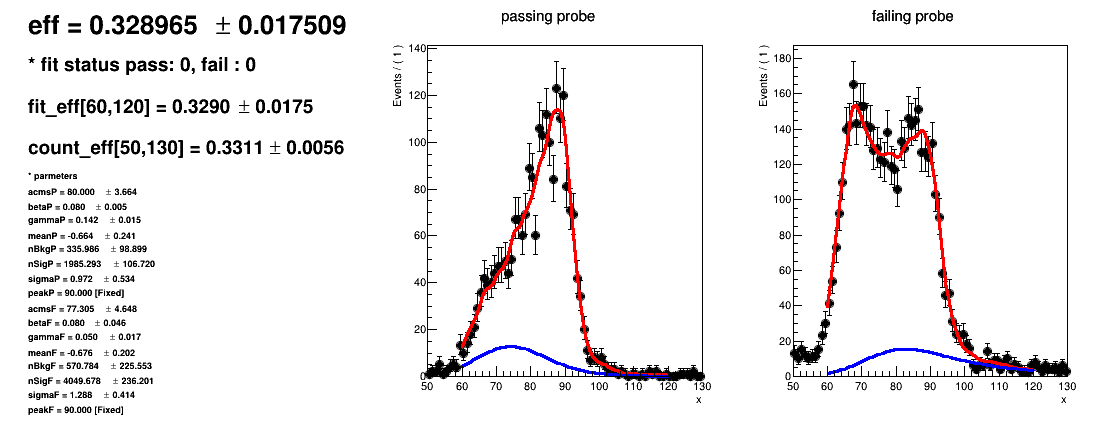 eff = 0.328965 ± 0.017509
* fit status pass: 0, fail : 0
fit_eff[60,120] = 0.3290 ± 0.0175
count_eff[50,130] = 0.3311 ± 0.0056
* parmeters
acmsP = 80.000 ± 3.664
betaP = 0.080 ± 0.005
gammaP = 0.142 ± 0.015
meanP = -0.664 ± 0.241
nBkgP = 335.986 ± 98.899
nSigP = 1985.293 ± 106.720
sigmaP = 0.972 ± 0.534
peakP = 90.000 [Fixed]
acmsF = 77.305 ± 4.648
betaF = 0.080 ± 0.046
gammaF = 0.050 ± 0.017
meanF = -0.676 ± 0.202
nBkgF = 570.784 ± 225.553
nSigF = 4049.678 ± 236.201
sigmaF = 1.288 ± 0.414
peakF = 90.000 [Fixed]
passing probe
Events / ( 1 )
140
120
100
80
60
40
20
0
50 60 70 80 90 100 110 120 130
x
failing probe
Events / ( 1 )
180
160
140
120
100
80
60
40
20
0
50 60 70 80 90 100 110 120 130
x